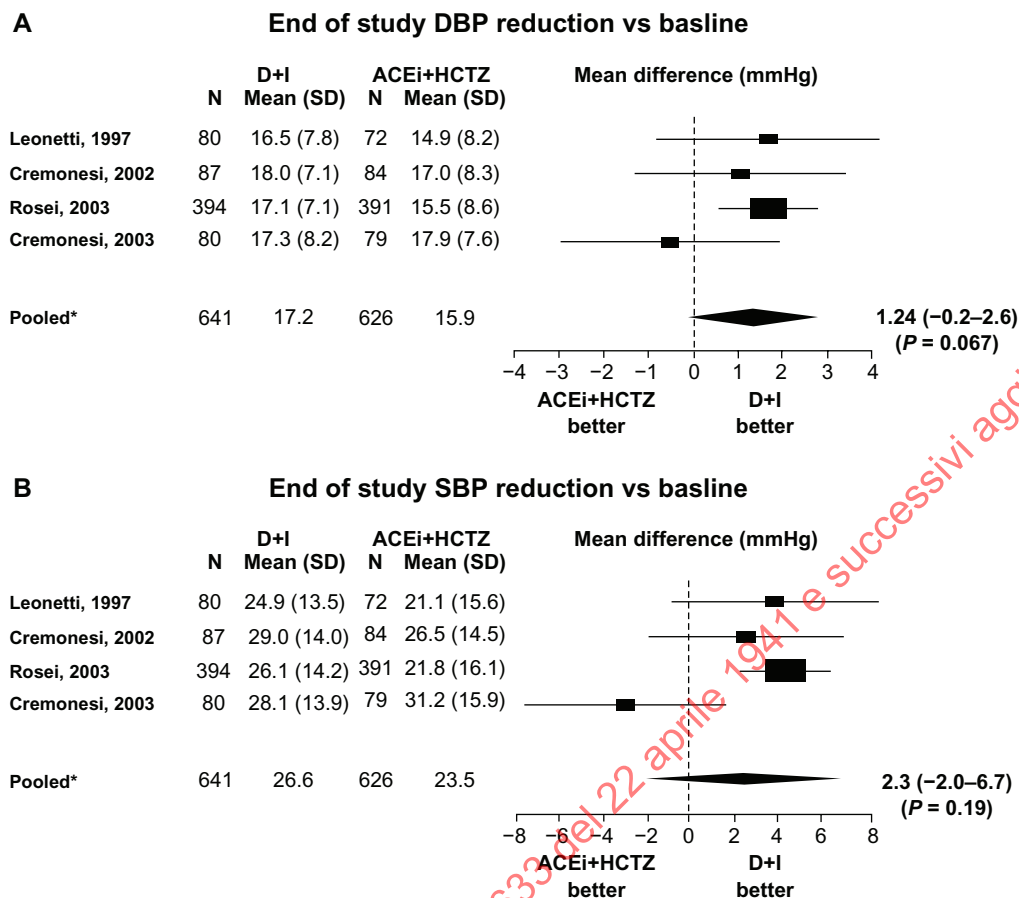 A End of study DBP reduction vs basline
D+I ACEi+HCTZ Mean difference (mmHg)
N Mean (SD) N Mean (SD)
Leonetti, 1997 80 16.5 (7.8) 72 14.9 (8.2)
Cremonesi, 2002 87 18.0 (7.1) 84 17.0 (8.3)
Rosei, 2003 394 17.1 (7.1) 391 15.5 (8.6)
Cremonesi, 2003 80 17.3 (8.2) 79 17.9 (7.6)
Pooled* 641 17.2 626 15.9 1.24 (−0.2–2.6)
(P = 0.067)
−4 −3 −2 −1 0 1 2 3 4
ACEi+HCTZ D+I
better better
B End of study SBP reduction vs basline
D+I ACEi+HCTZ Mean difference (mmHg)
N Mean (SD) N Mean (SD)
Leonetti, 1997 80 24.9 (13.5) 72 21.1 (15.6)
Cremonesi, 2002 87 29.0 (14.0) 84 26.5 (14.5)
Rosei, 2003 394 26.1 (14.2) 391 21.8 (16.1)
Cremonesi, 2003 80 28.1 (13.9) 79 31.2 (15.9)
Pooled* 641 26.6 626 23.5 2.3 (−2.0–6.7)
(P = 0.19)
−8 −6 −4 −2 0 2 4 6 8
ACEi+HCTZ D+I
better better
633 del 22 aprile 1941 e successivi aggi